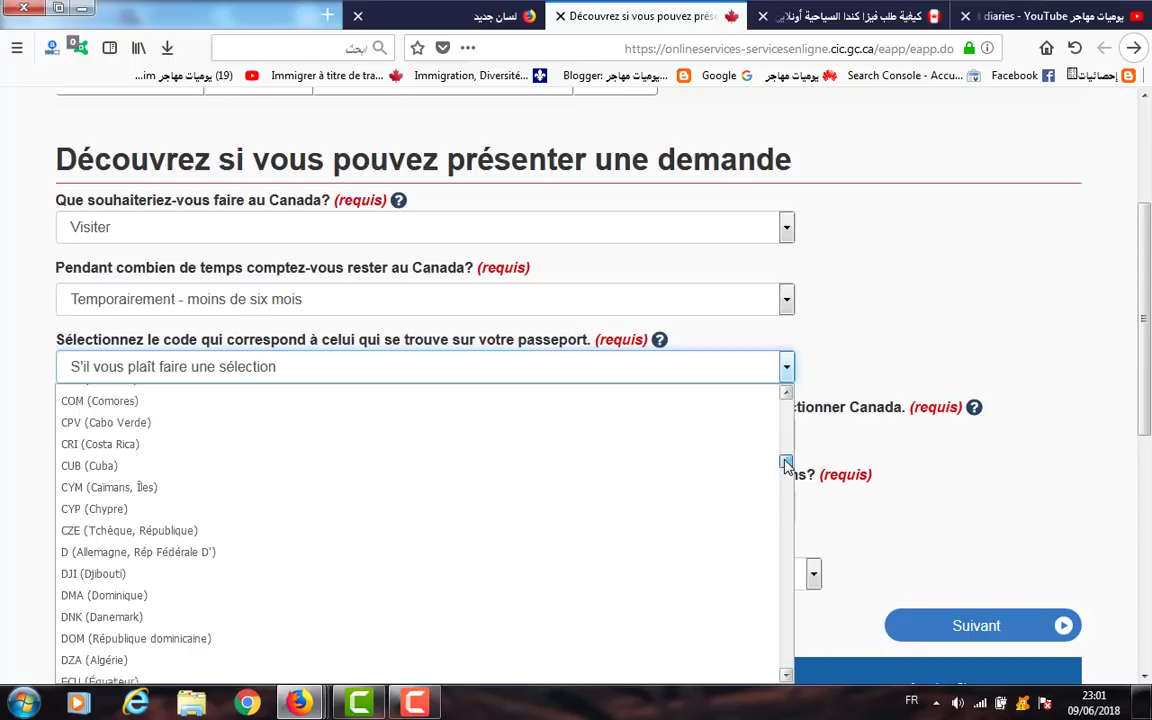 لسان جديد
Découvrez si vous pouvez prése
كيفية طلب فيزا كندا السياحية أونلاين
يوميات مهاجر diaries - YouTube
ابحث
https://onlineservices-servicesenligne.cic.gc.ca/eapp/eapp.do
(19) يوميات مهاجر im...
Immigrer à titre de tra...
Immigration, Diversité...
Blogger: يوميات مهاجر...
Google
يوميات مهاجر
Search Console - Accu...
Facebook
إحصائيات
Découvrez si vous pouvez présenter une demande
Que souhaiteriez-vous faire au Canada? (requis) ?
Visiter
Pendant combien de temps comptez-vous rester au Canada? (requis)
Temporairement - moins de six mois
Sélectionnez le code qui correspond à celui qui se trouve sur votre passeport. (requis) ?
S'il vous plaît faire une sélection
COM (Comores)
ctionner Canada. (requis) ?
CPV (Cabo Verde)
CRI (Costa Rica)
CUB (Cuba)
ns? (requis)
CYM (Caïmans, Îles)
CYP (Chypre)
CZE (Tchèque, République)
D (Allemagne, Rép Fédérale D')
DJI (Djibouti)
DMA (Dominique)
DNK (Danemark)
Suivant
DOM (République dominicaine)
DZA (Algérie)
ECU (Équateur)
FR
23:01
09/06/2018